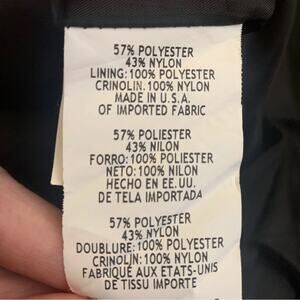 57% POLYESTER
43% NYLON
LINING: 100% POLYESTER
CRINOLIN: 100% NYLON
MADE IN U.S.A.
OF IMPORTED FABRIC
57% POLIESTER
43% NILON
FORRO: 100% POLIESTER
NETO: 100% NILON
HECHO EN EE.UU.
DE TELA IMPORTADA
57% POLYESTER
43% NYLON
DOUBLURE: 100% POLYESTER
CRINOLIN: 100% NYLON
FABRIQUÉ AUX ETATS-UNIS
DE TISSU IMPORTE